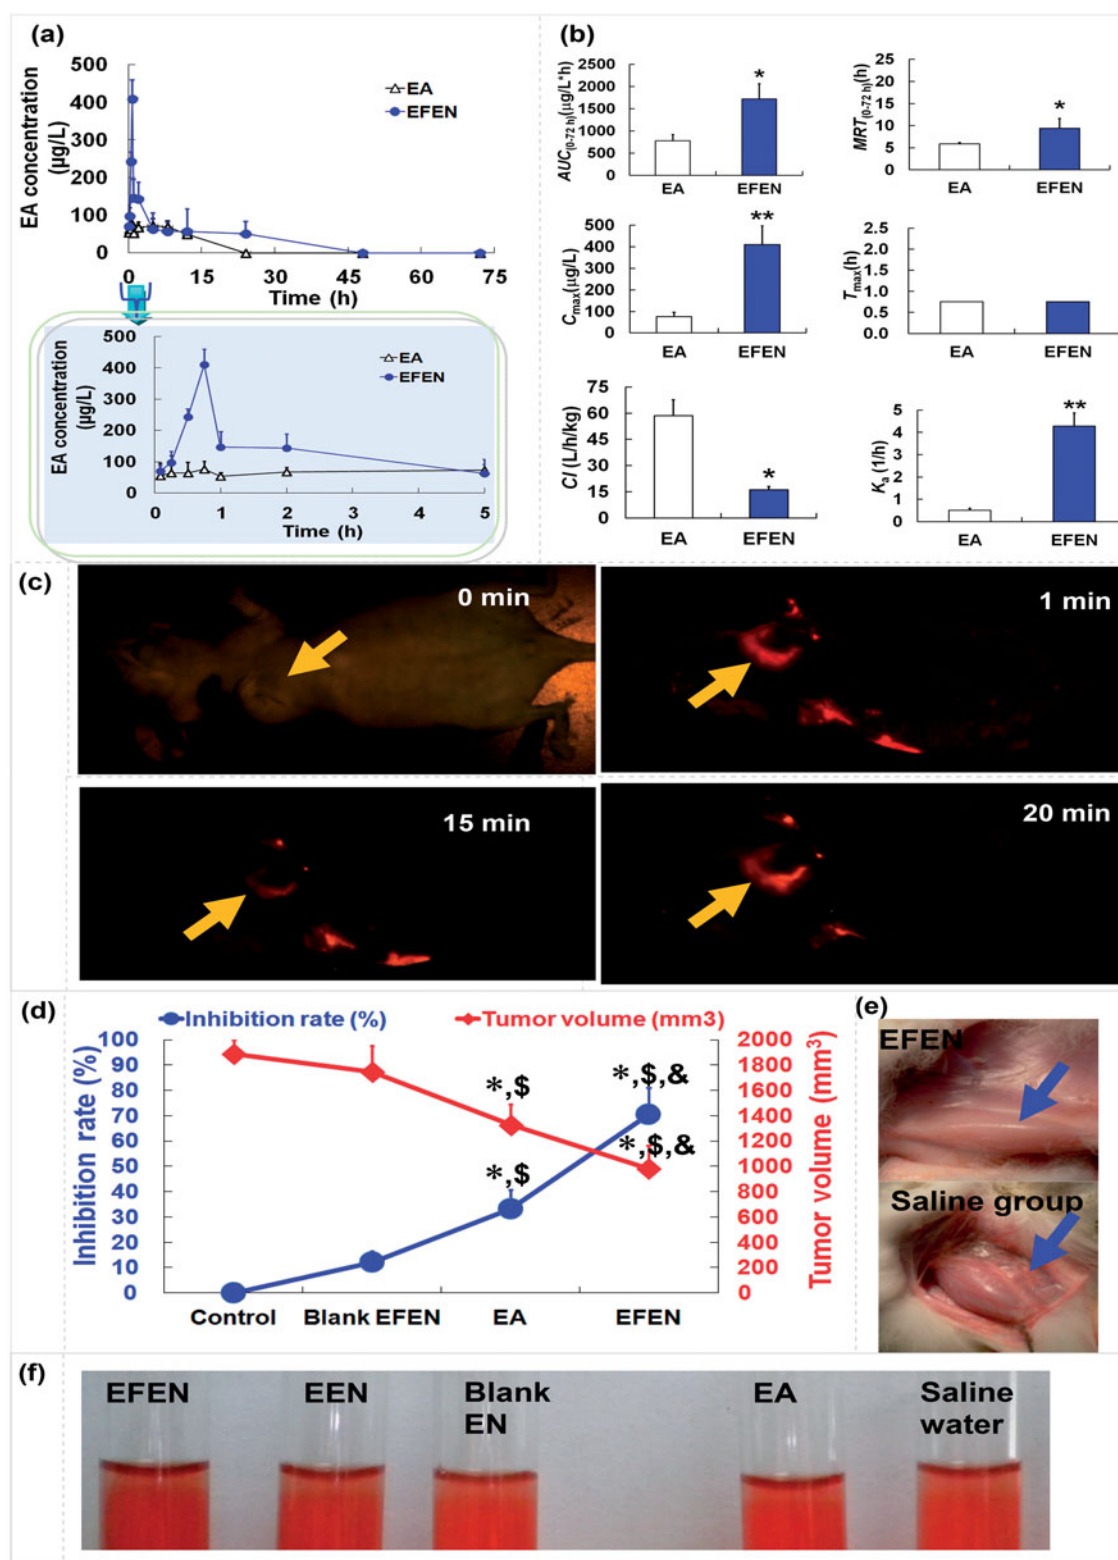 (a)
EA concentration
(µg/L)
500
400
300
200
100
0
EA
EFEN
0 15 30 45 60 75
Time (h)
EA concentration
(µg/L)
500
400
300
200
100
0
EA
EFEN
0 1 2 3 4 5
Time (h)
(b)
AUC(0-72 h)(µg/L*h)
2500
2000
1500
1000
500
0
*
EA EFEN
MRT(0-72 h)(h)
25
20
15
10
5
0
*
EA EFEN
Cmax(µg/L)
500
400
300
200
100
0
**
EA EFEN
Tmax(h)
2.5
2.0
1.5
1.0
0.5
0.0
EA EFEN
Cl (L/h/kg)
75
60
45
30
15
0
*
EA EFEN
Ka (1/h)
5
4
3
2
1
0
**
EA EFEN
(c)
0 min
1 min
15 min
20 min
(d)
Inhibition rate (%)
Tumor volume (mm3)
Inhibition rate (%)
100
90
80
70
60
50
40
30
20
10
0
*,$
*,$,&
*,$
*,$,&
2000
1800
1600
1400
1200
1000
800
600
400
200
0
Tumor volume (mm³)
Control Blank EFEN EA EFEN
(e)
EFEN
Saline group
(f)
EFEN
EEN
Blank
EN
EA
Saline
water